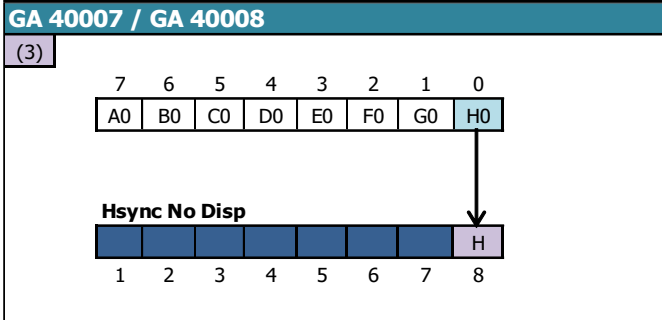 GA 40007 / GA 40008
(3)
7 6 5 4 3 2 1 0
A0 B0 C0 D0 E0 F0 G0 H0
Hsync No Disp
H
1 2 3 4 5 6 7 8